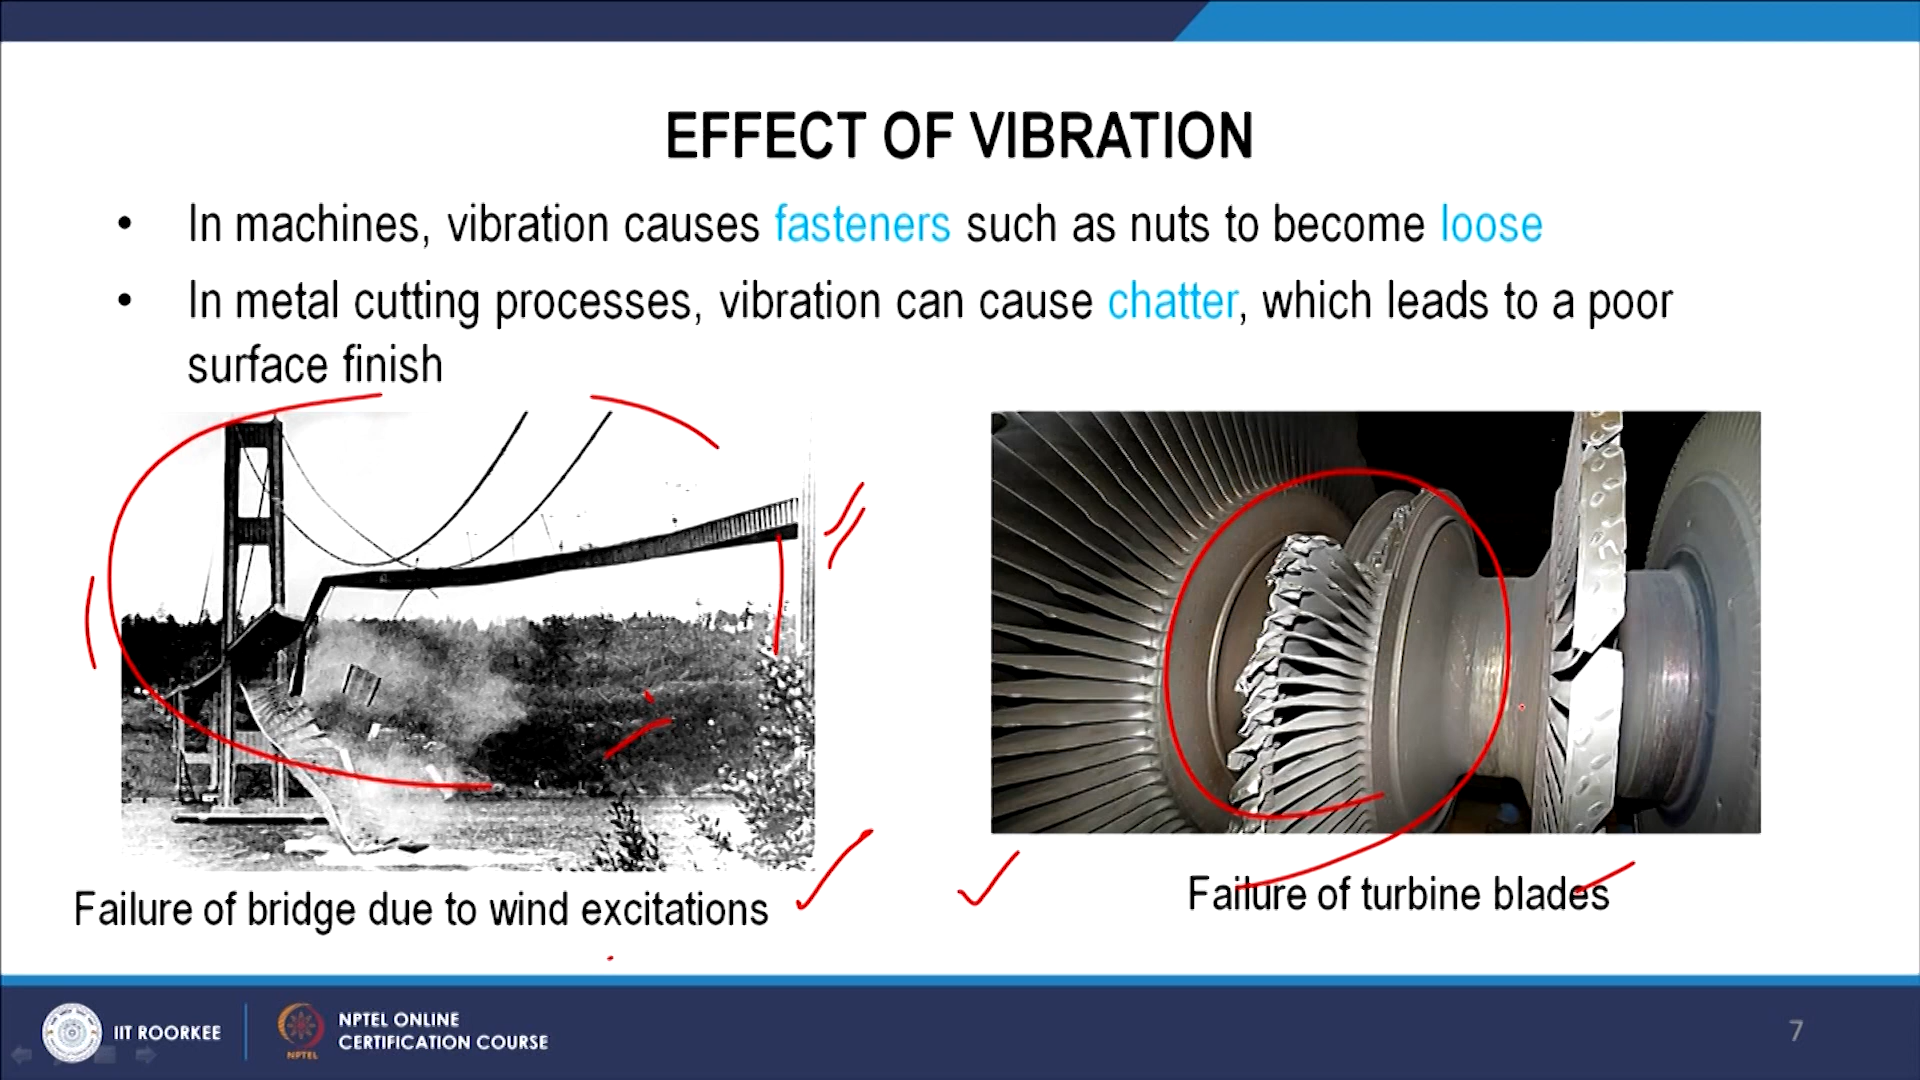 EFFECT OF VIBRATION
• In machines, vibration causes fasteners such as nuts to become loose
• In metal cutting processes, vibration can cause chatter, which leads to a poor
surface finish
Failure of bridge due to wind excitations
Failure of turbine blades
IIT ROORKEE
NPTEL
NPTEL ONLINE
CERTIFICATION COURSE
7